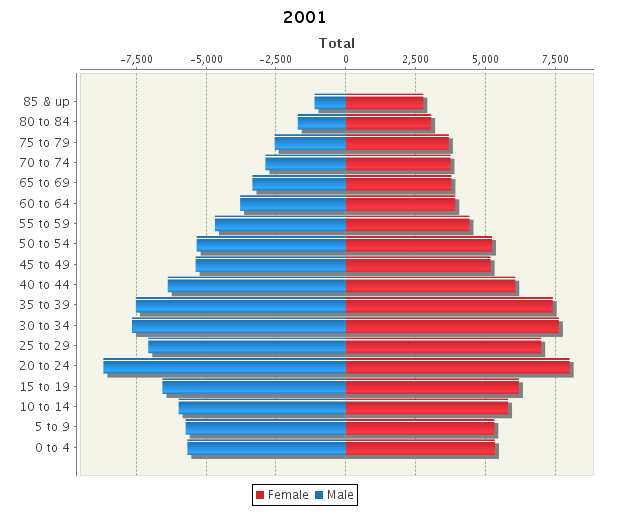 2001
Total
-7,500 -5,000 -2,500 0 2,500 5,000 7,500
85 & up
80 to 84
75 to 79
70 to 74
65 to 69
60 to 64
55 to 59
50 to 54
45 to 49
40 to 44
35 to 39
30 to 34
25 to 29
20 to 24
15 to 19
10 to 14
5 to 9
0 to 4
Female Male